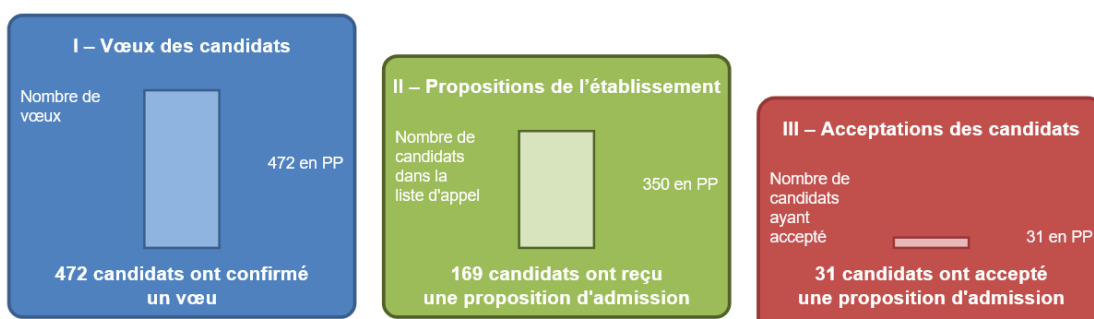 I – Vœux des candidats
Nombre de
vœux
472 en PP
472 candidats ont confirmé
un vœu
II – Propositions de l'établissement
Nombre de
candidats
dans la
liste d'appel
350 en PP
169 candidats ont reçu
une proposition d'admission
III – Acceptations des candidats
Nombre de
candidats
ayant
accepté
31 en PP
31 candidats ont accepté
une proposition d'admission